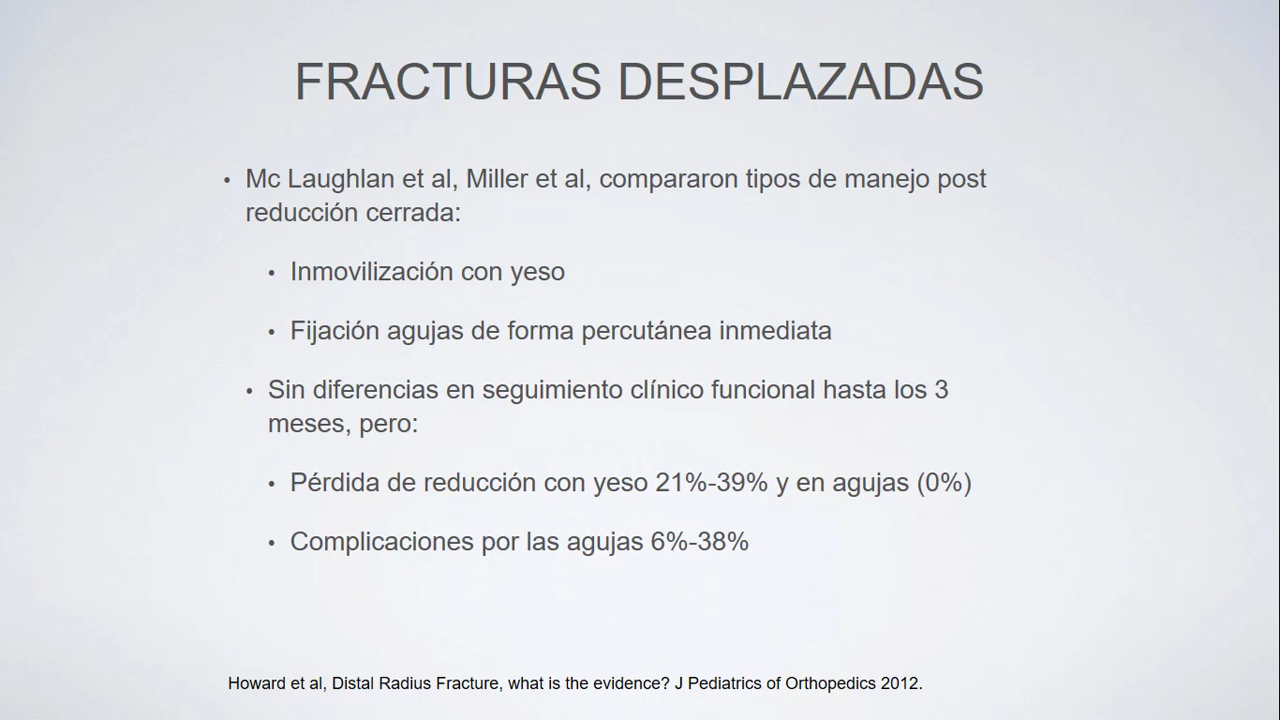 FRACTURAS DESPLAZADAS
• Mc Laughlan et al, Miller et al, compararon tipos de manejo post
reducción cerrada:
• Inmovilización con yeso
• Fijación agujas de forma percutánea inmediata
• Sin diferencias en seguimiento clínico funcional hasta los 3
meses, pero:
• Pérdida de reducción con yeso 21%-39% y en agujas (0%)
• Complicaciones por las agujas 6%-38%
Howard et al, Distal Radius Fracture, what is the evidence? J Pediatrics of Orthopedics 2012.